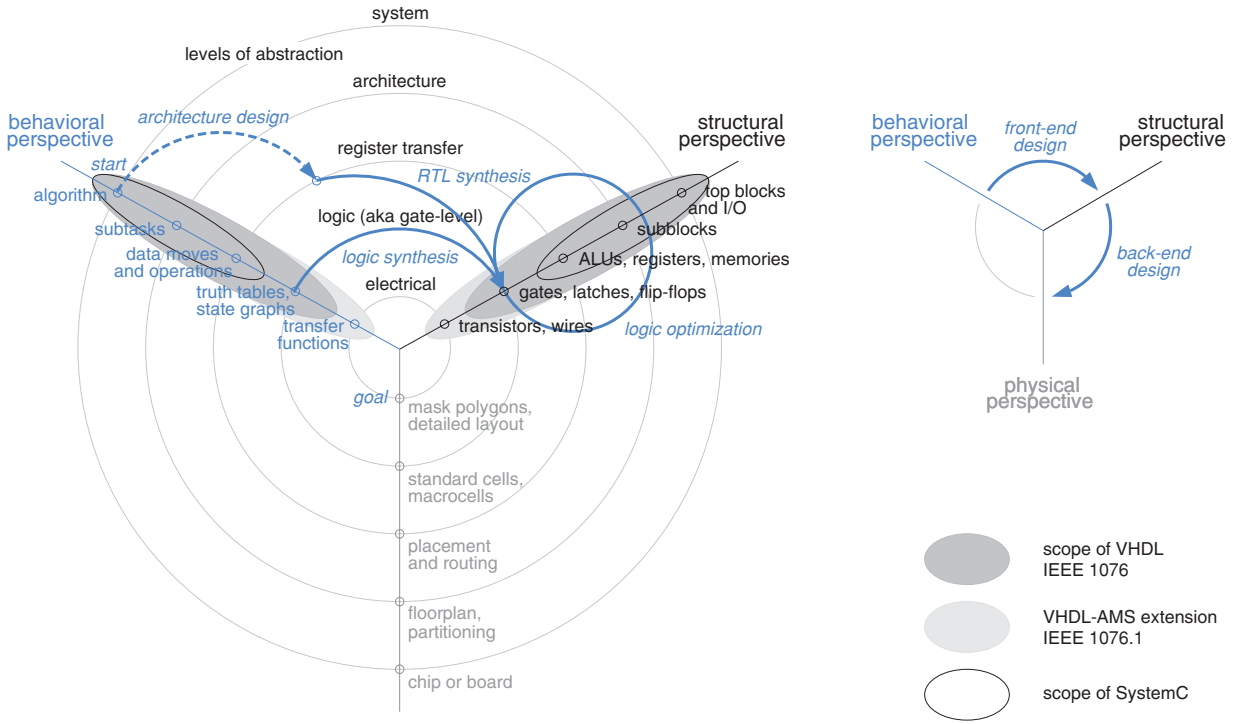 system
levels of abstraction
architecture
behavioral
perspective
architecture design
structural
perspective
register transfer
start
RTL synthesis
algorithm
top blocks
and I/O
logic (aka gate-level)
subtasks
subblocks
data moves
and operations
logic synthesis
ALUs, registers, memories
electrical
truth tables,
state graphs
gates, latches, flip-flops
transfer
functions
transistors, wires
logic optimization
goal
mask polygons,
detailed layout
standard cells,
macrocells
placement
and routing
floorplan,
partitioning
chip or board
behavioral
perspective
front-end
design
structural
perspective
back-end
design
physical
perspective
scope of VHDL
IEEE 1076
VHDL-AMS extension
IEEE 1076.1
scope of SystemC